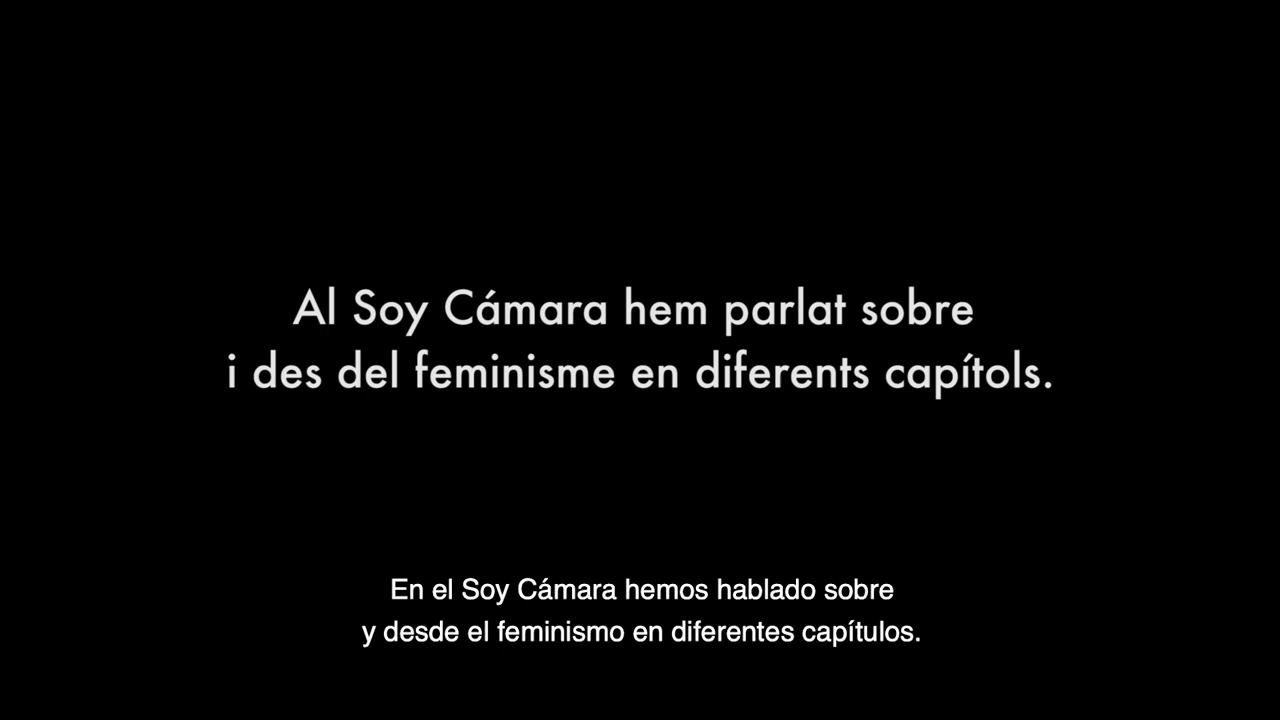 Al Soy Cámara hem parlat sobre
i des del feminisme en diferents capítols.
En el Soy Cámara hemos hablado sobre
y desde el feminismo en diferentes capítulos.